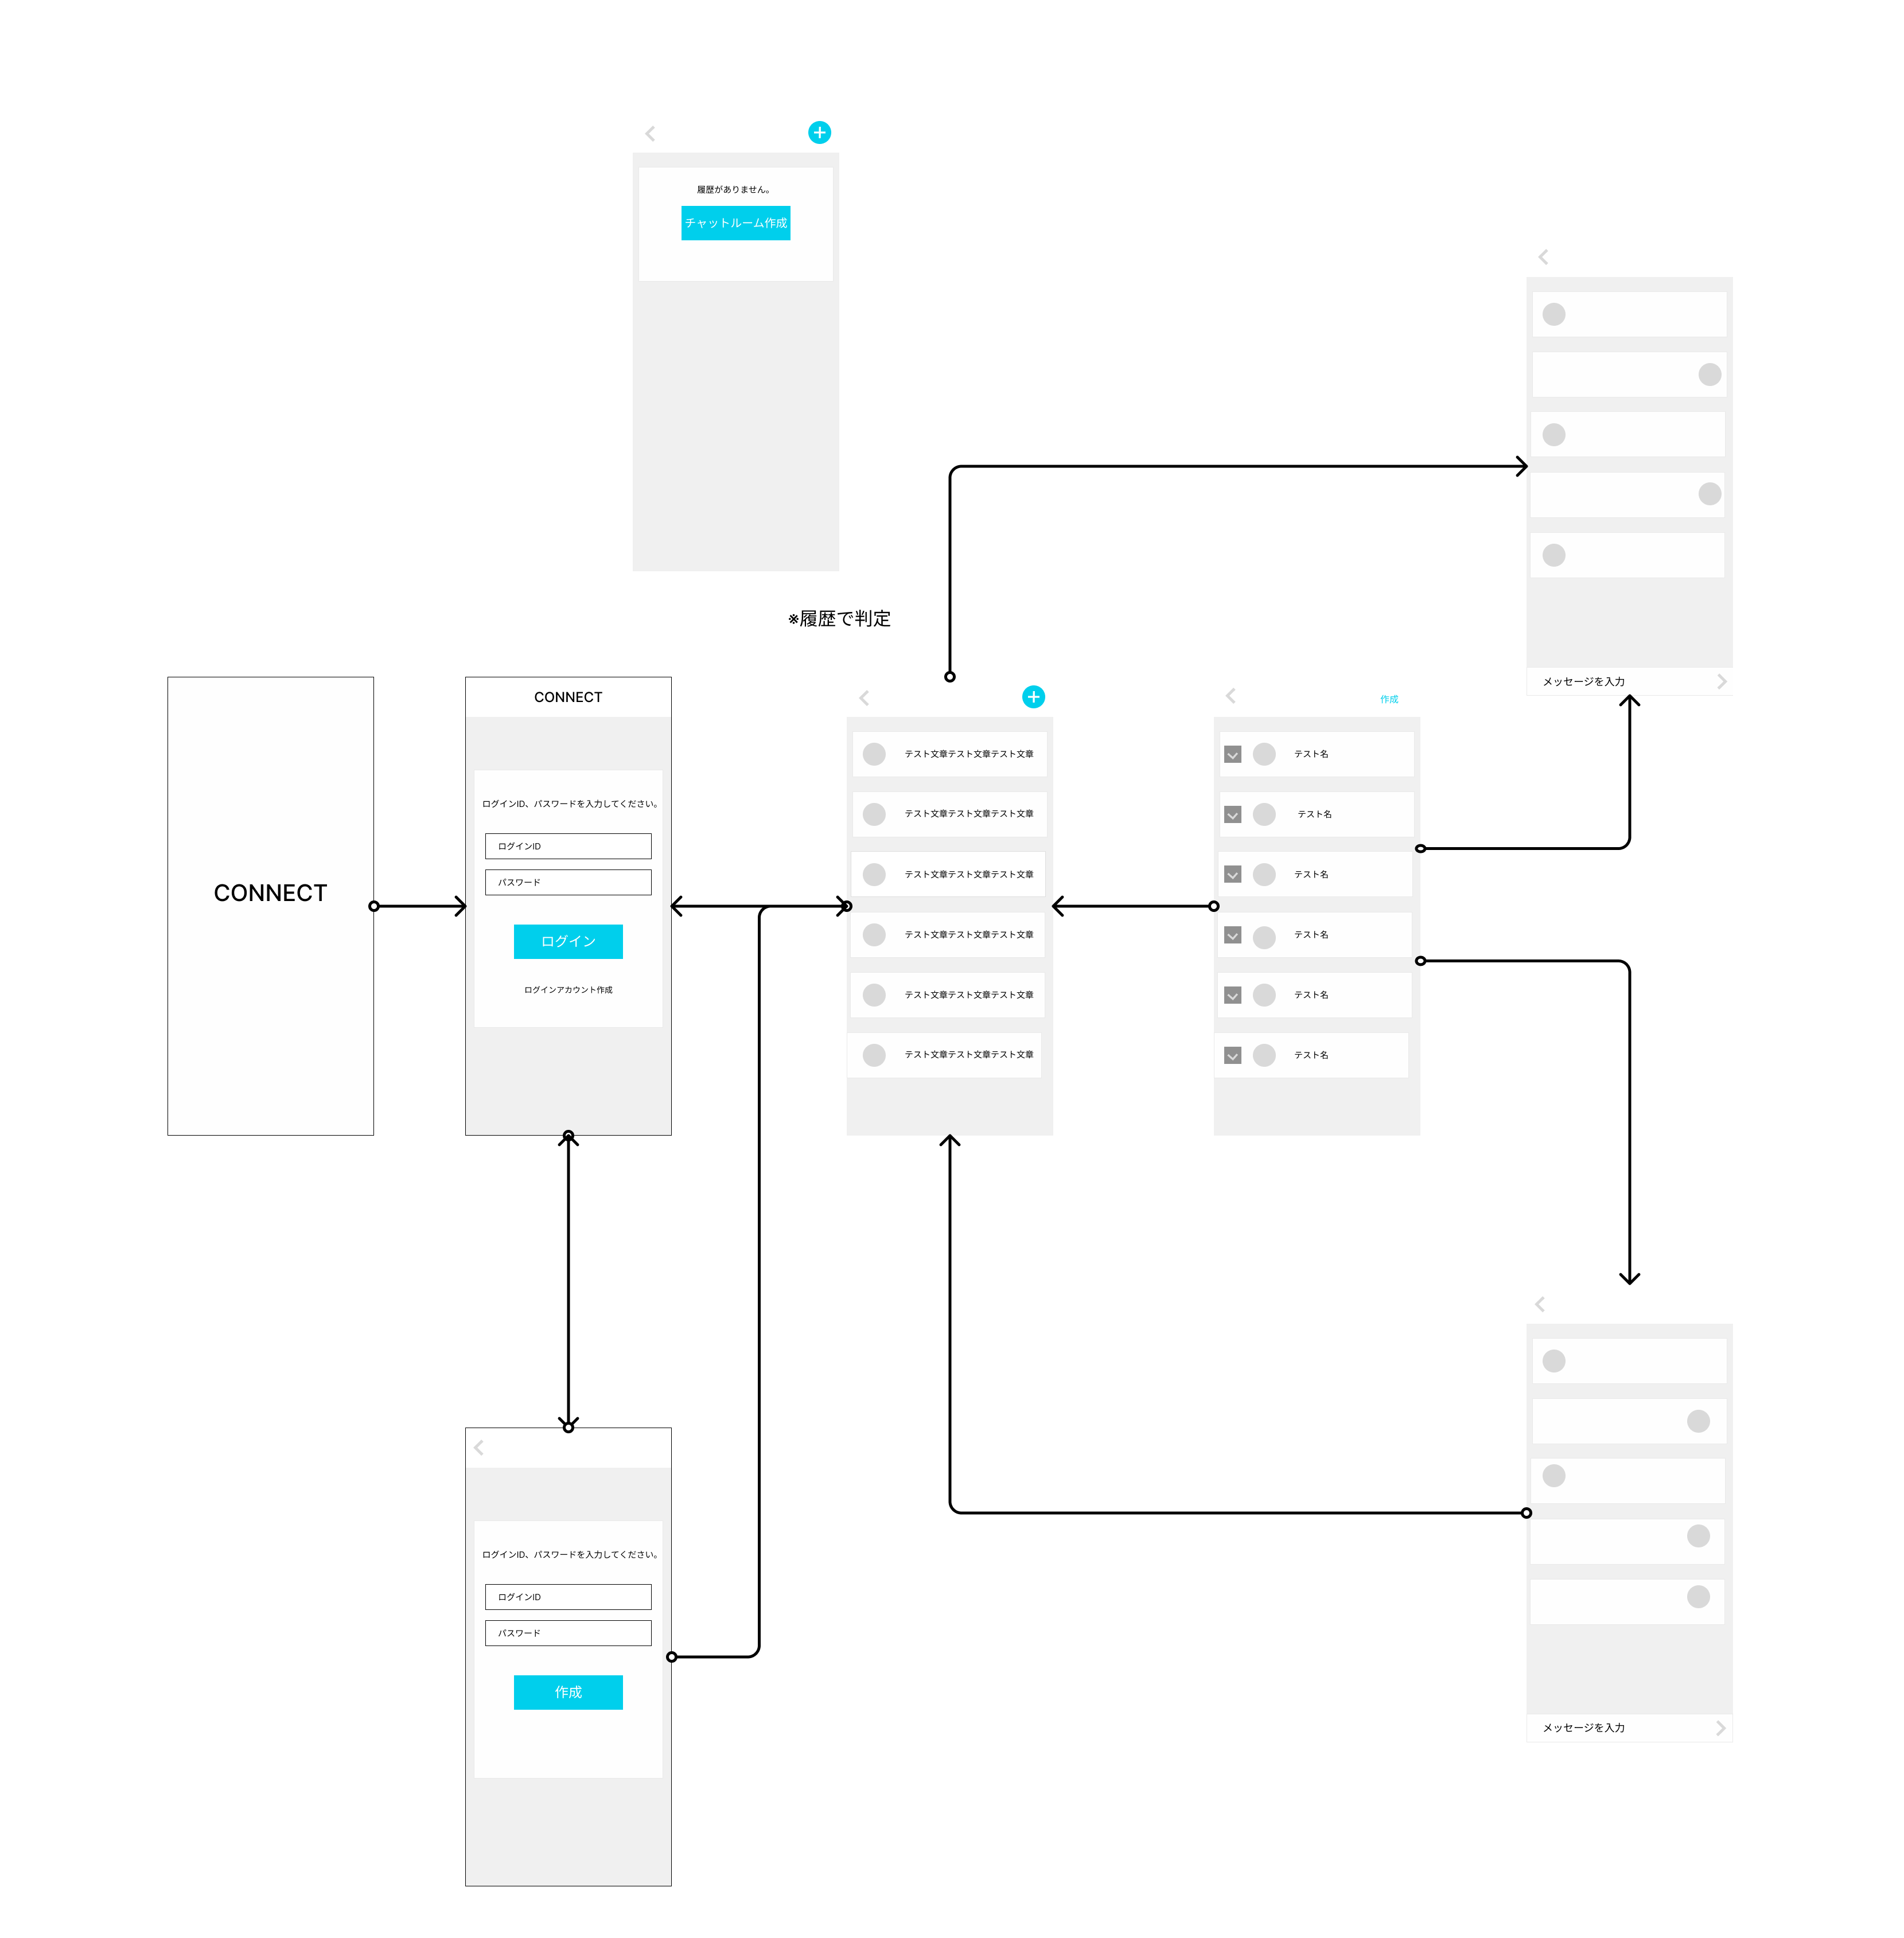 履歴がありません。
チャットルーム作成
メッセージを入力
※履歴で判定
CONNECT
CONNECT
ログインID、パスワードを入力してください。
ログインID
パスワード
ログイン
ログインアカウント作成
テスト文章テスト文章テスト文章
テスト文章テスト文章テスト文章
テスト文章テスト文章テスト文章
テスト文章テスト文章テスト文章
テスト文章テスト文章テスト文章
テスト文章テスト文章テスト文章
作成
テスト名
テスト名
テスト名
テスト名
テスト名
テスト名
ログインID、パスワードを入力してください。
ログインID
パスワード
作成
メッセージを入力